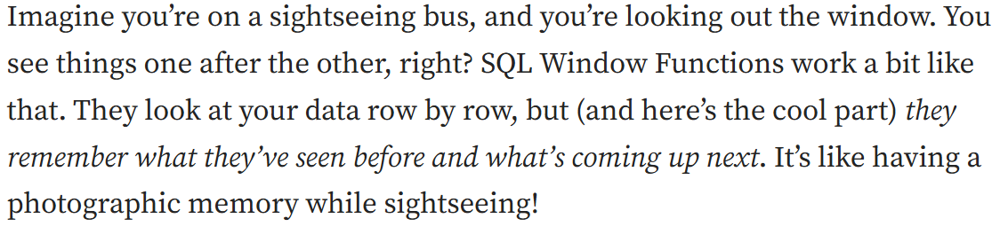 Imagine you’re on a sightseeing bus, and you’re looking out the window. You
see things one after the other, right? SQL Window Functions work a bit like
that. They look at your data row by row, but (and here’s the cool part) they
remember what they’ve seen before and what’s coming up next. It’s like having a
photographic memory while sightseeing!